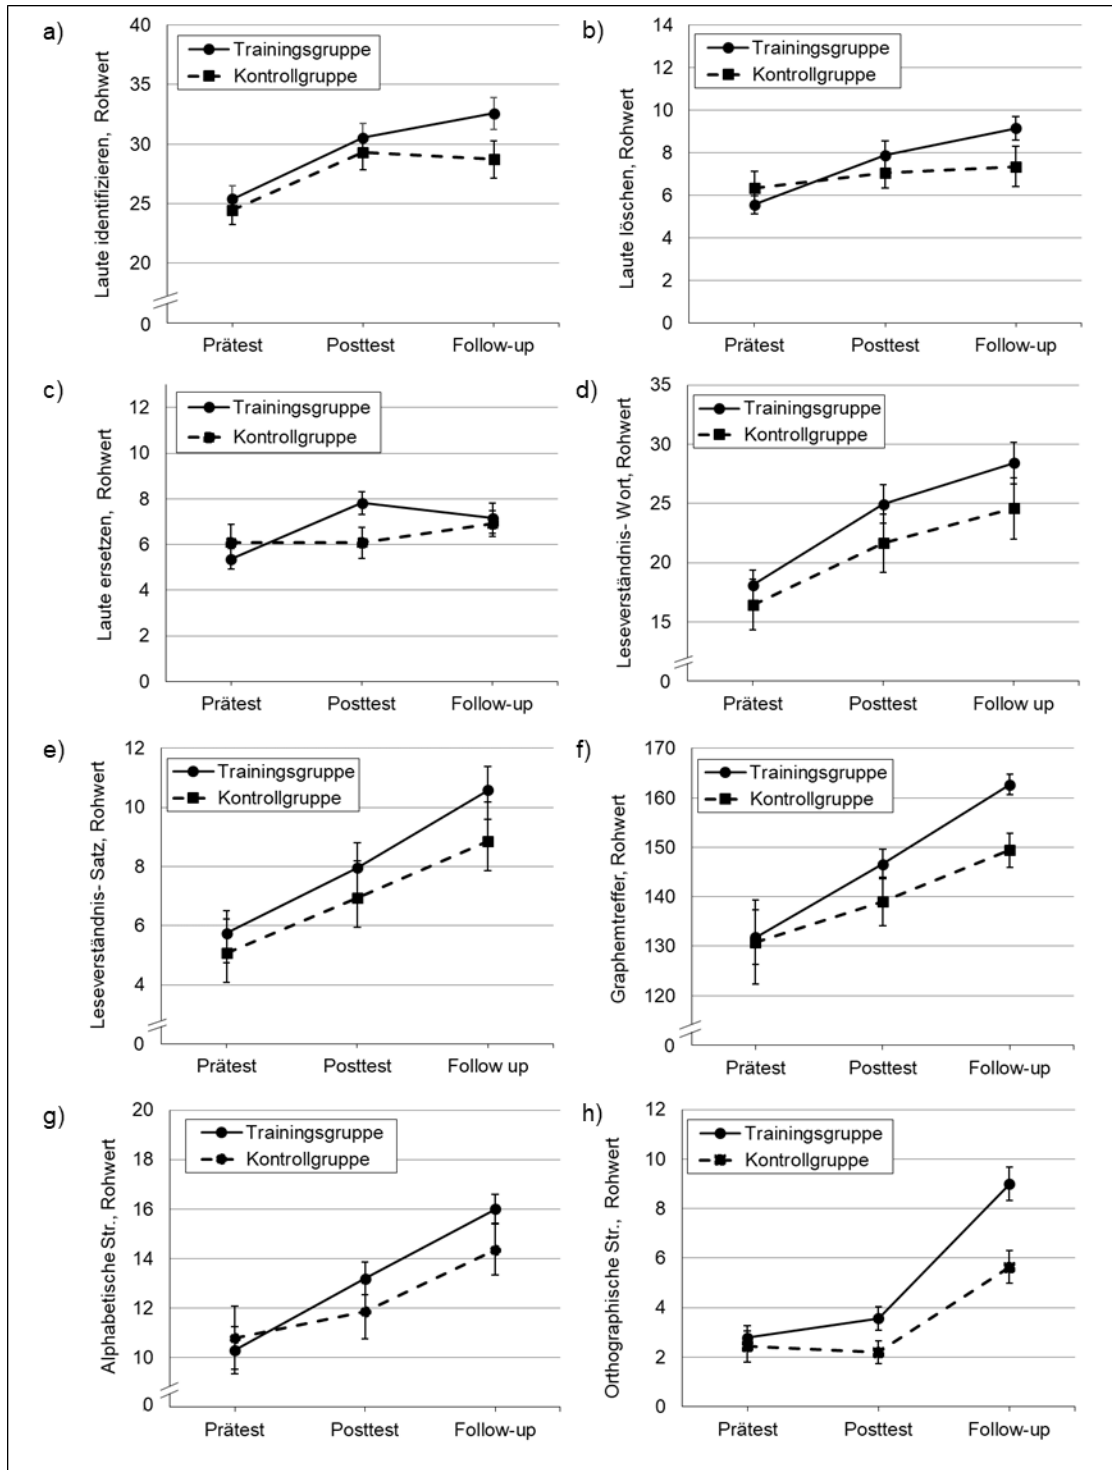 a)
Laute identifizieren, Rohwert
40
35
30
25
20
0
Trainingsgruppe
Kontrollgruppe
Prätest Posttest Follow-up
b)
Laute löschen, Rohwert
14
12
10
8
6
4
2
0
Trainingsgruppe
Kontrollgruppe
Prätest Posttest Follow-up
c)
Laute ersetzen, Rohwert
12
10
8
6
4
2
0
Trainingsgruppe
Kontrollgruppe
Prätest Posttest Follow-up
d)
Leseverständnis- Wort, Rohwert
35
30
25
20
15
0
Trainingsgruppe
Kontrollgruppe
Prätest Posttest Follow up
e)
Leseverständnis- Satz, Rohwert
12
10
8
6
4
0
Trainingsgruppe
Kontrollgruppe
Prätest Posttest Follow up
f)
Graphemtreffer, Rohwert
170
160
150
140
130
120
0
Trainingsgruppe
Kontrollgruppe
Prätest Posttest Follow-up
g)
Alphabetische Str., Rohwert
20
18
16
14
12
10
0
Trainingsgruppe
Kontrollgruppe
Prätest Posttest Follow-up
h)
Orthographische Str., Rohwert
12
10
8
6
4
2
0
Trainingsgruppe
Kontrollgruppe
Prätest Posttest Follow-up